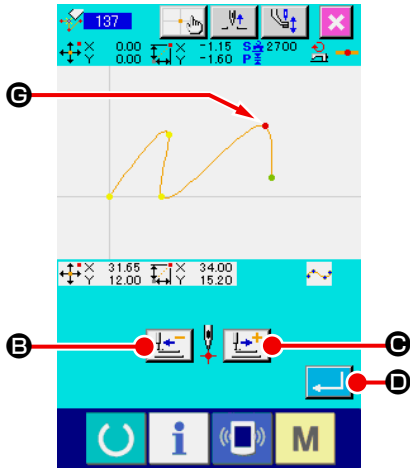 137
X 0.00 X -1.15 S 2700
Y 0.00 Y -1.60 P
G
X 31.65 X 34.00
Y 12.00 Y 15.20
B
C
D
i M